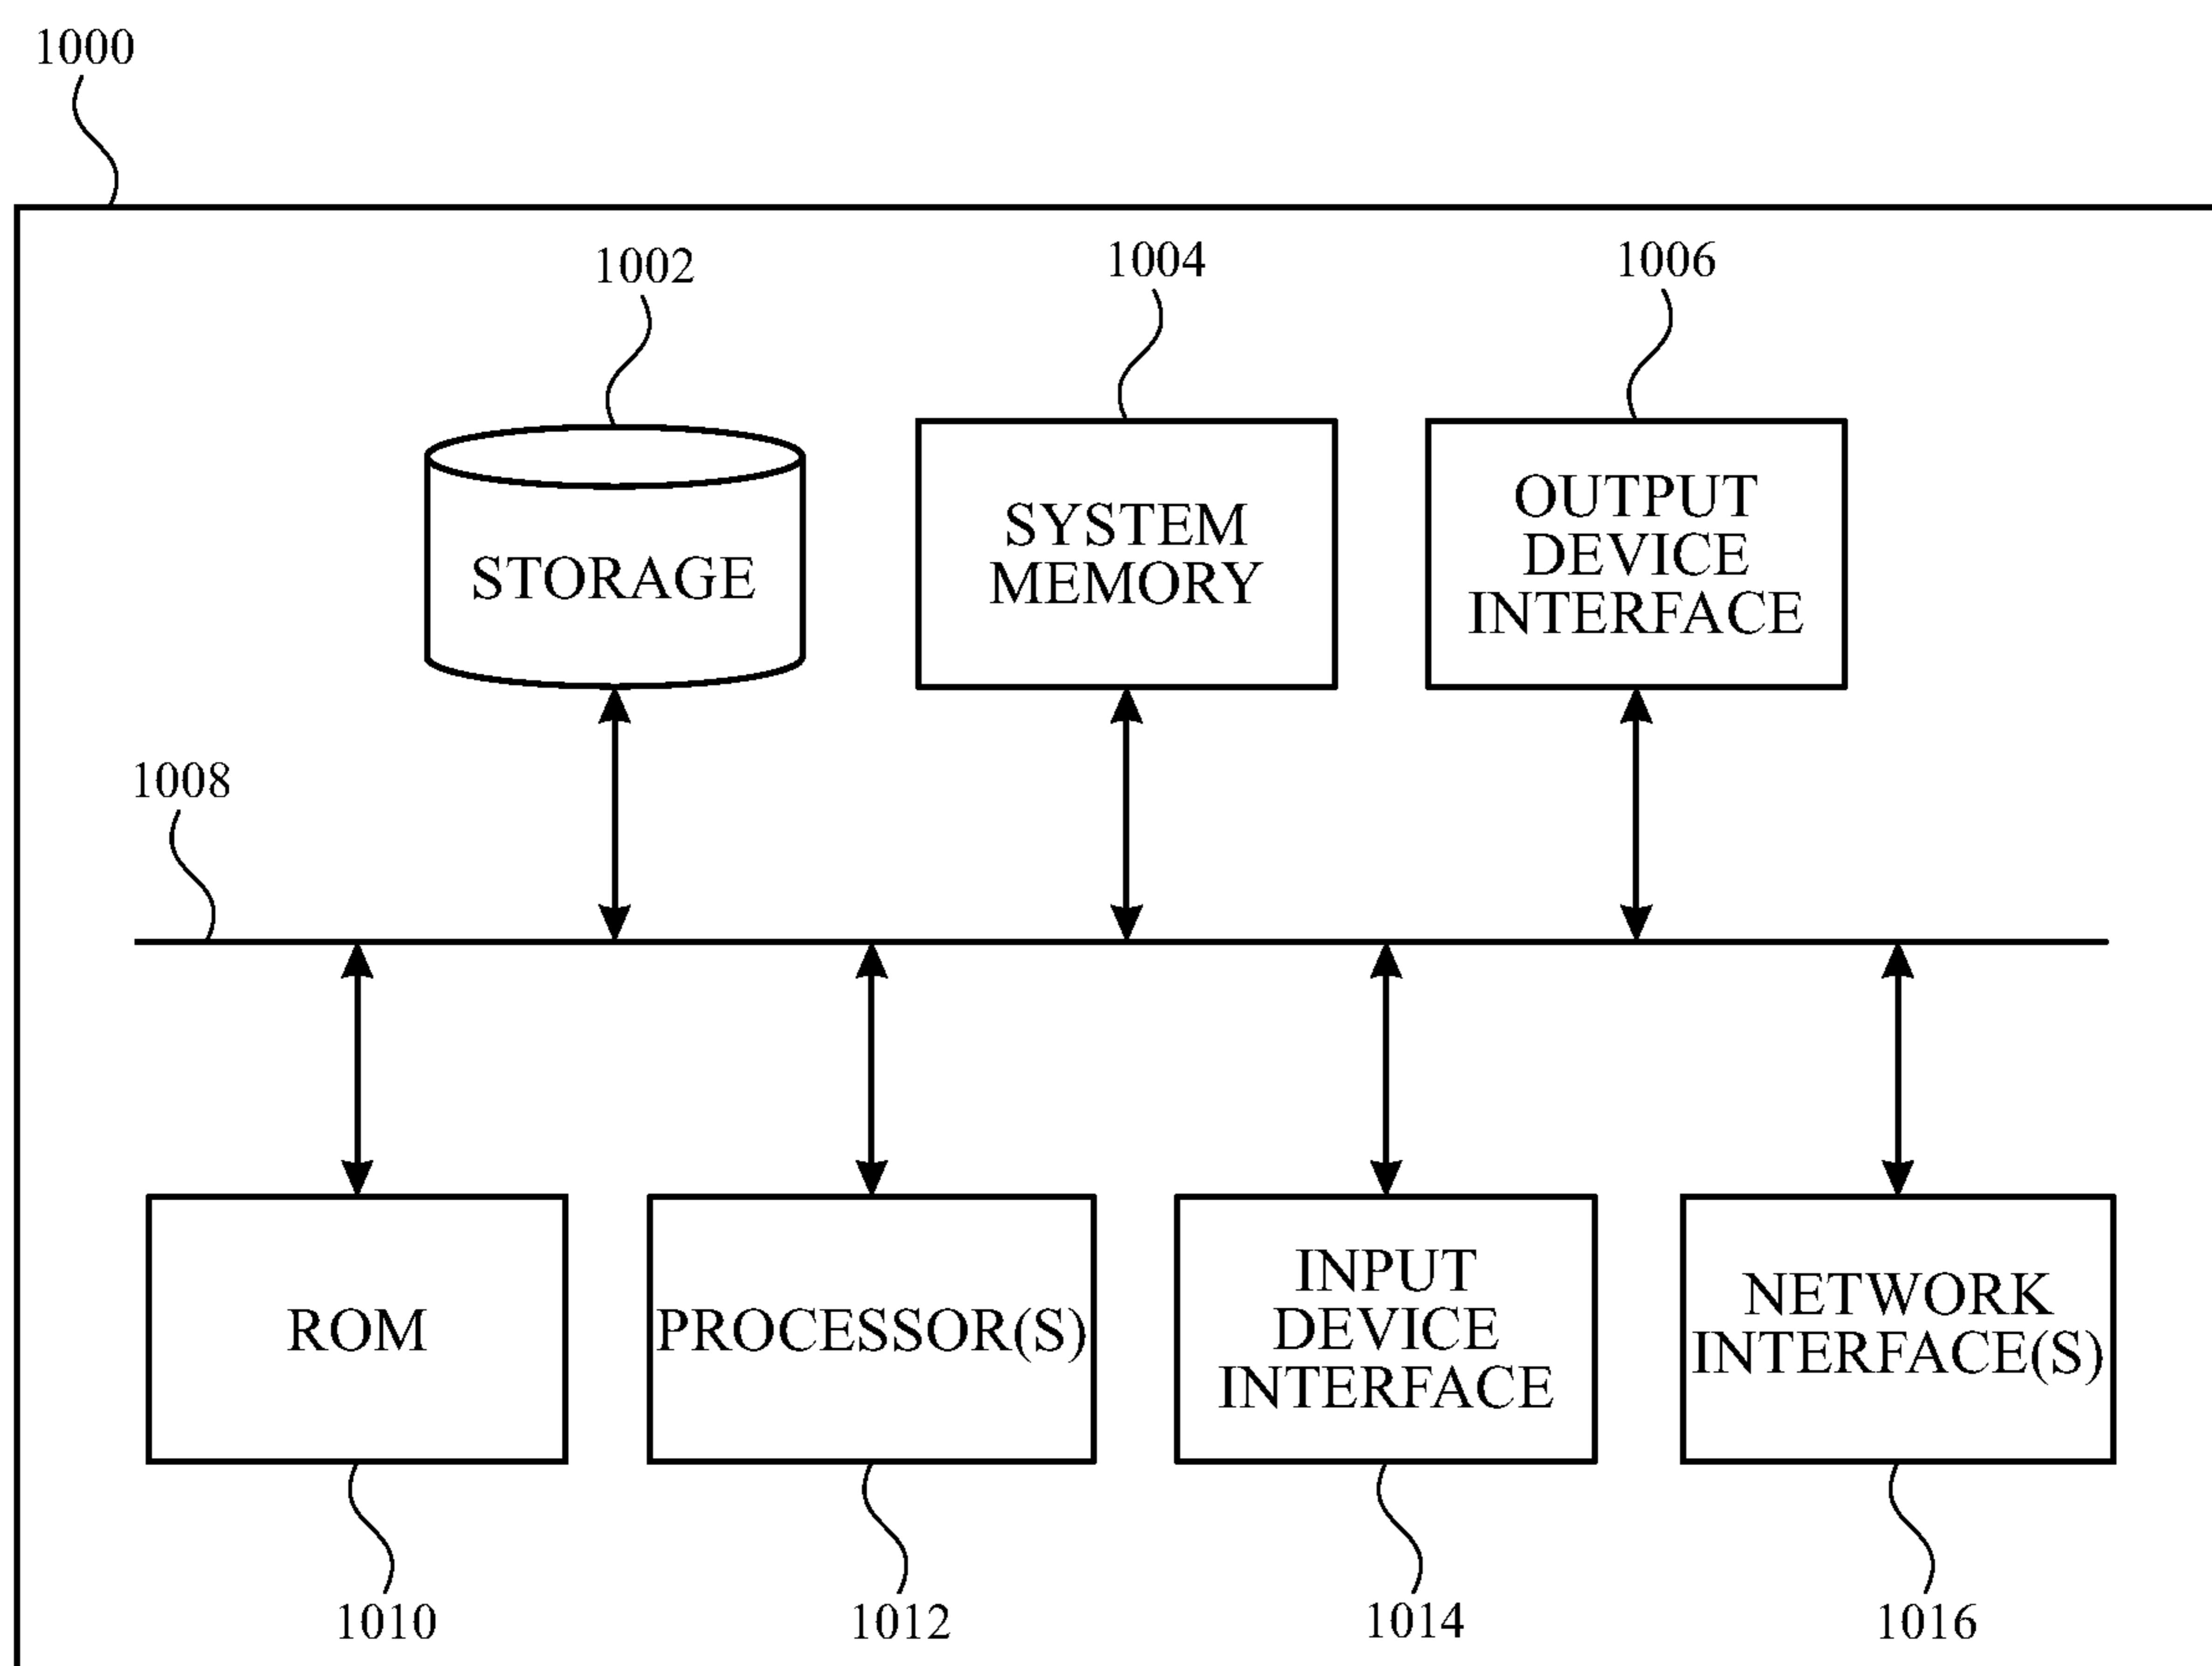 1000
1002
1004
1006
STORAGE
SYSTEM
MEMORY
OUTPUT
DEVICE
INTERFACE
1008
ROM
PROCESSOR(S)
INPUT
DEVICE
INTERFACE
NETWORK
INTERFACE(S)
1010
1012
1014
1016